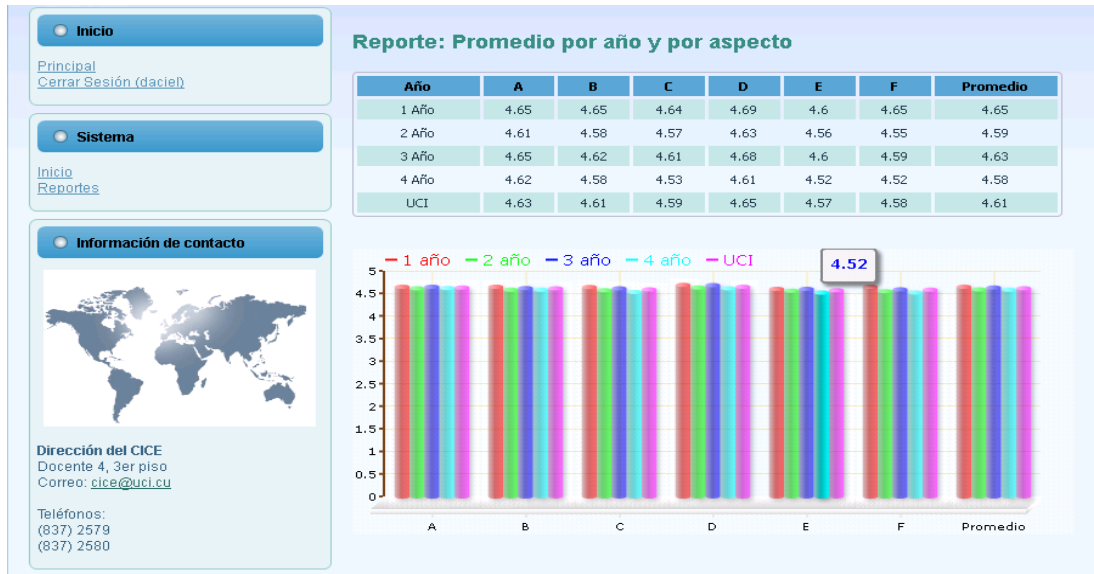 Inicio
Principal
Cerrar Sesión (daciel)
Sistema
Inicio
Reportes
Información de contacto
Dirección del CICE
Docente 4, 3er piso
Correo: cice@uci.cu
Teléfonos:
(837) 2579
(837) 2580
Reporte: Promedio por año y por aspecto
Año A B C D E F Promedio
1 Año 4.65 4.65 4.64 4.69 4.6 4.65 4.65
2 Año 4.61 4.58 4.57 4.63 4.56 4.55 4.59
3 Año 4.65 4.62 4.61 4.68 4.6 4.59 4.63
4 Año 4.62 4.58 4.53 4.61 4.52 4.52 4.58
UCI 4.63 4.61 4.59 4.65 4.57 4.58 4.61
1 año 2 año 3 año 4 año UCI
4.52
5
4.5
4
3.5
3
2.5
2
1.5
1
0.5
0
A B C D E F Promedio